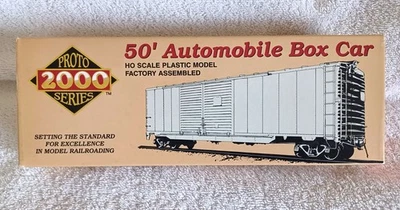 PROTO
2000
SERIES
™
50' Automobile Box Car
HO SCALE PLASTIC MODEL
FACTORY ASSEMBLED
SETTING THE STANDARD
FOR EXCELLENCE
IN MODEL RAILROADING